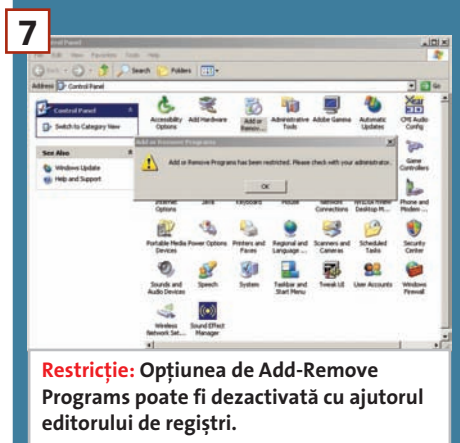 7
Control Panel
File Edit View Favorites Tools Help
Search Folders
Address Control Panel Go
Control Panel
Switch to Category View
See Also
Windows Update
Help and Support
Accessibility Options
Add Hardware
Add or Remov...
Administrative Tools
Adobe Gamma
Automatic Updates
Audio Config
Add or Remove Programs
Add or Remove Programs has been restricted. Please check with your administrator.
OK
Game Controllers
Internet Options
Java
Keyboard
Mouse
Network Connections
Desktop M...
Phone and Modem ...
Portable Media Devices
Power Options
Printers and Faxes
Regional and Language ...
Scanners and Cameras
Scheduled Tasks
Security Center
Sounds and Audio Devices
Speech
System
Taskbar and Start Menu
Tweak UI
User Accounts
Windows Firewall
Wireless Network Set...
Sound Effect Manager
Restricție: Opțiunea de Add-Remove
Programs poate fi dezactivată cu ajutorul
editorului de regiștri.